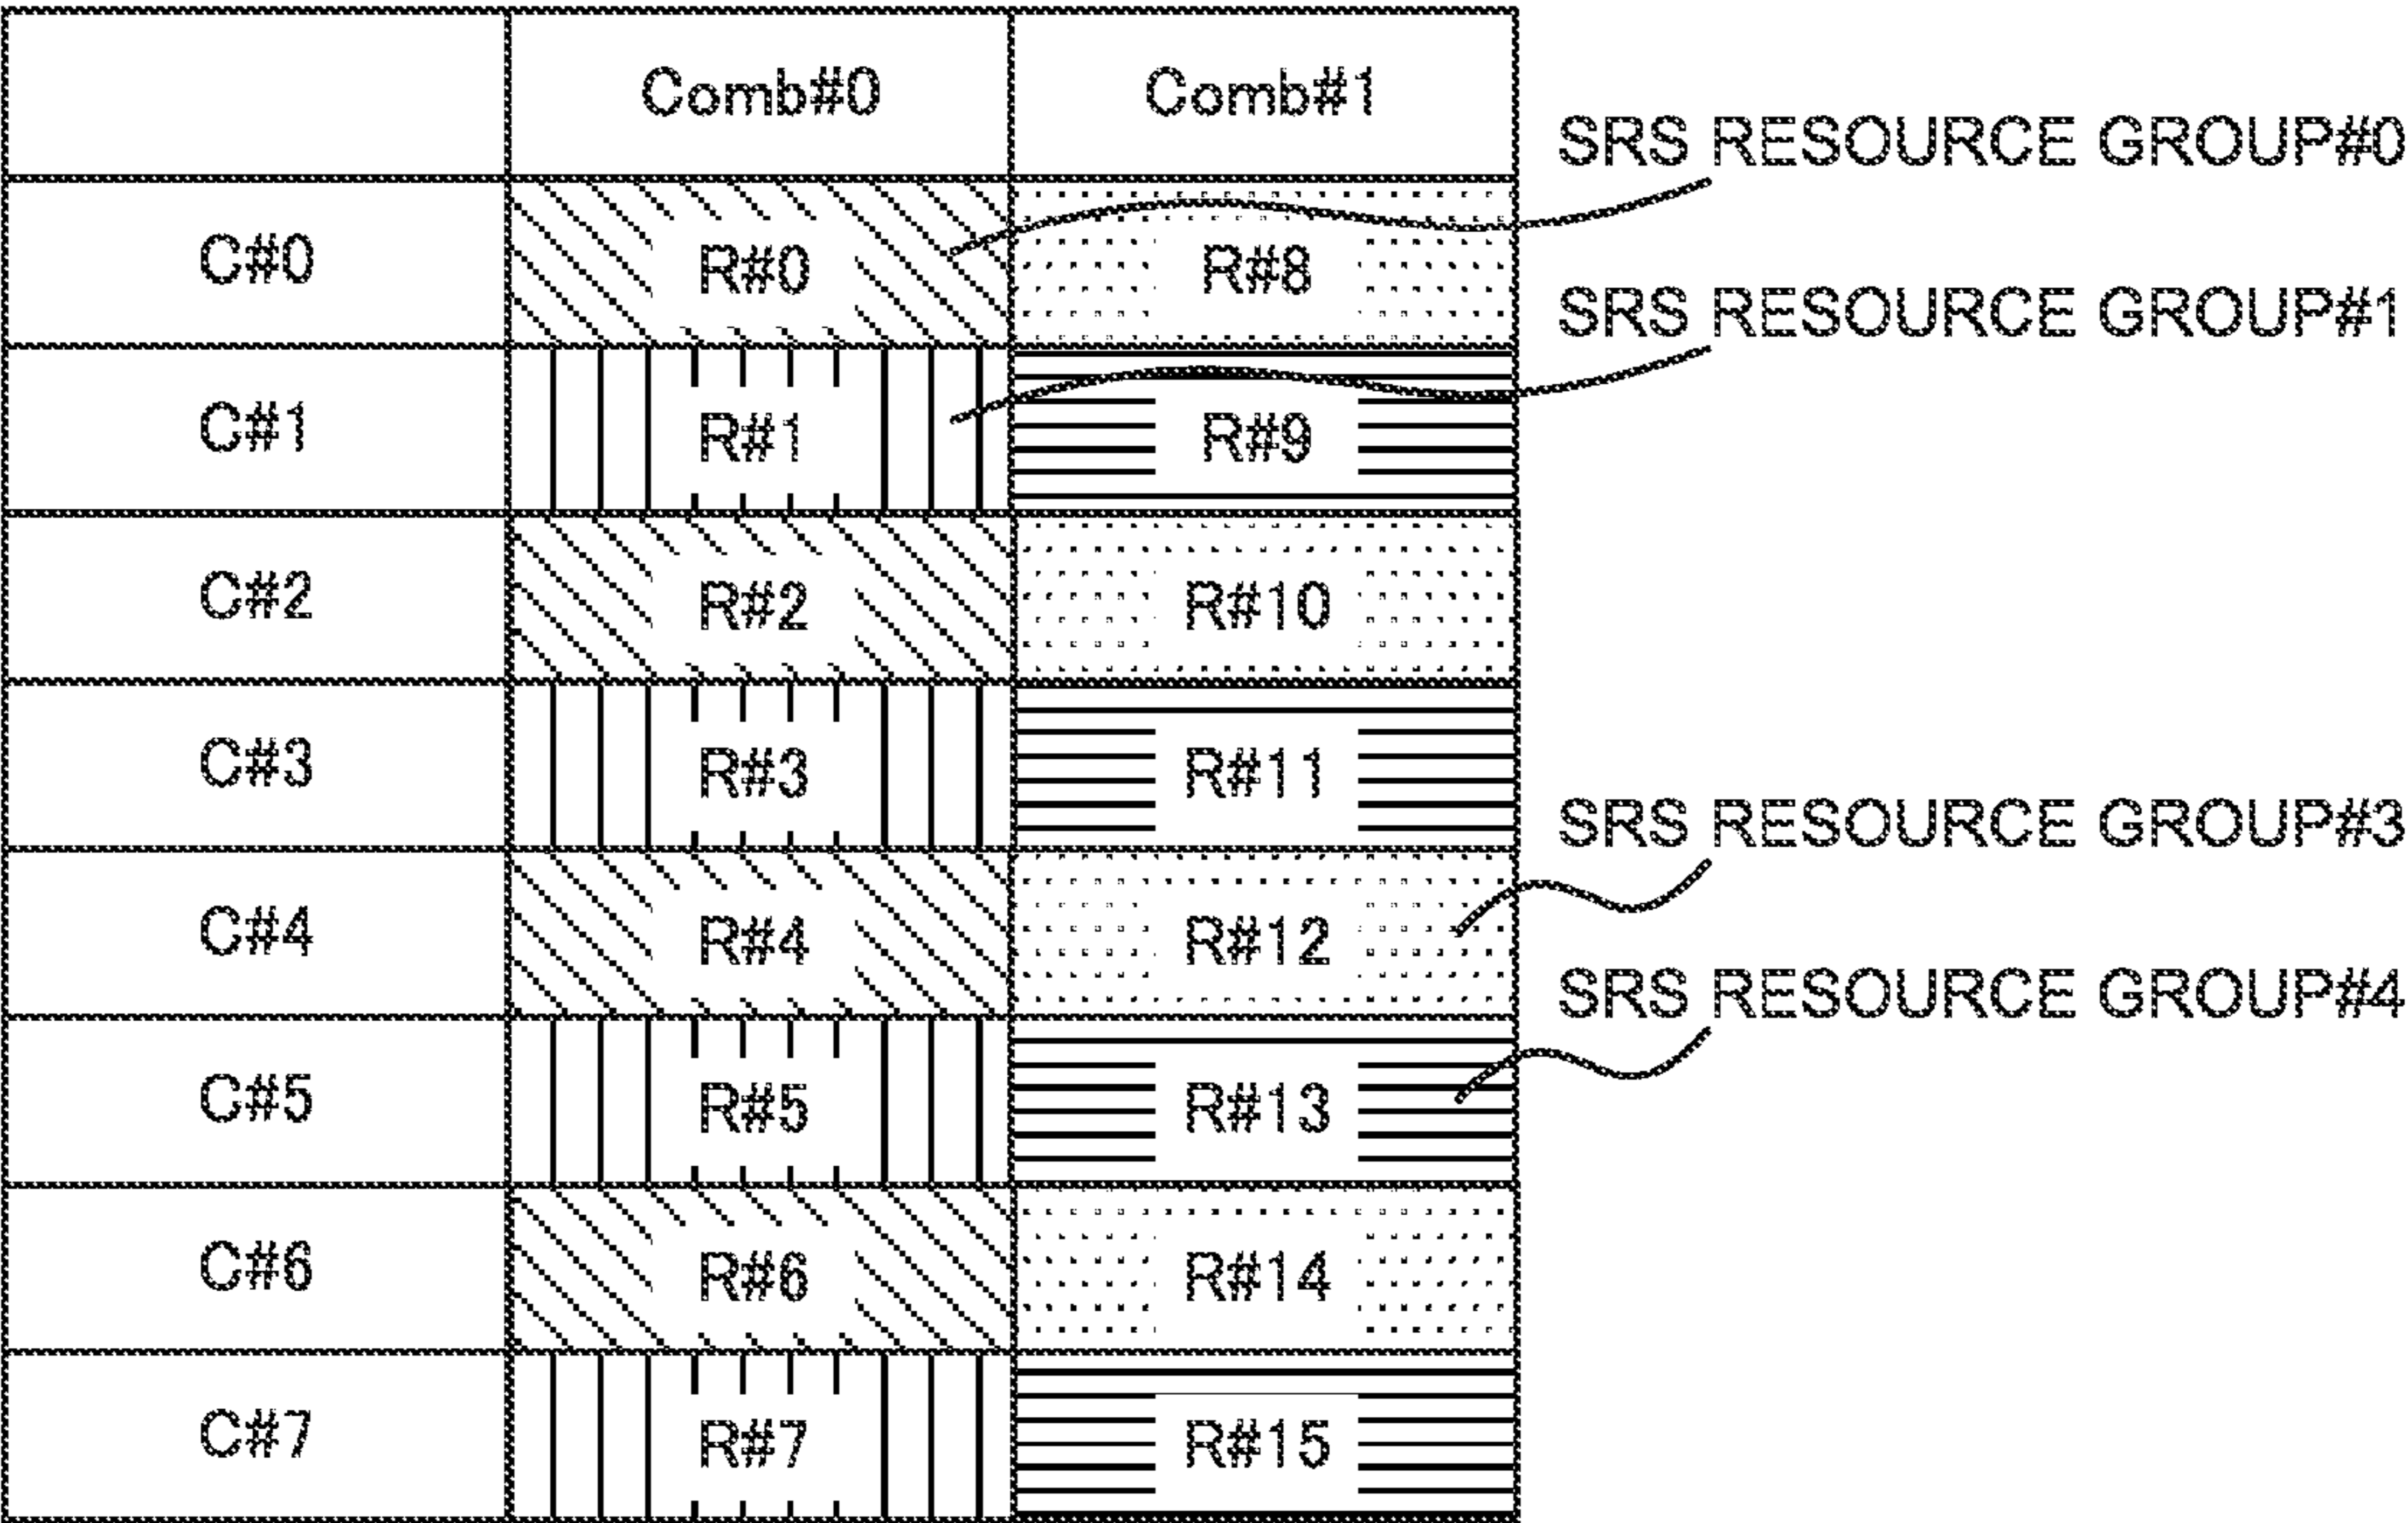 Comb#0 Comb#1
SRS RESOURCE GROUP#0
C#0 R#0 R#8
SRS RESOURCE GROUP#1
C#1 R#1 R#9
C#2 R#2 R#10
C#3 R#3 R#11
SRS RESOURCE GROUP#3
C#4 R#4 R#12
SRS RESOURCE GROUP#4
C#5 R#5 R#13
C#6 R#6 R#14
C#7 R#7 R#15